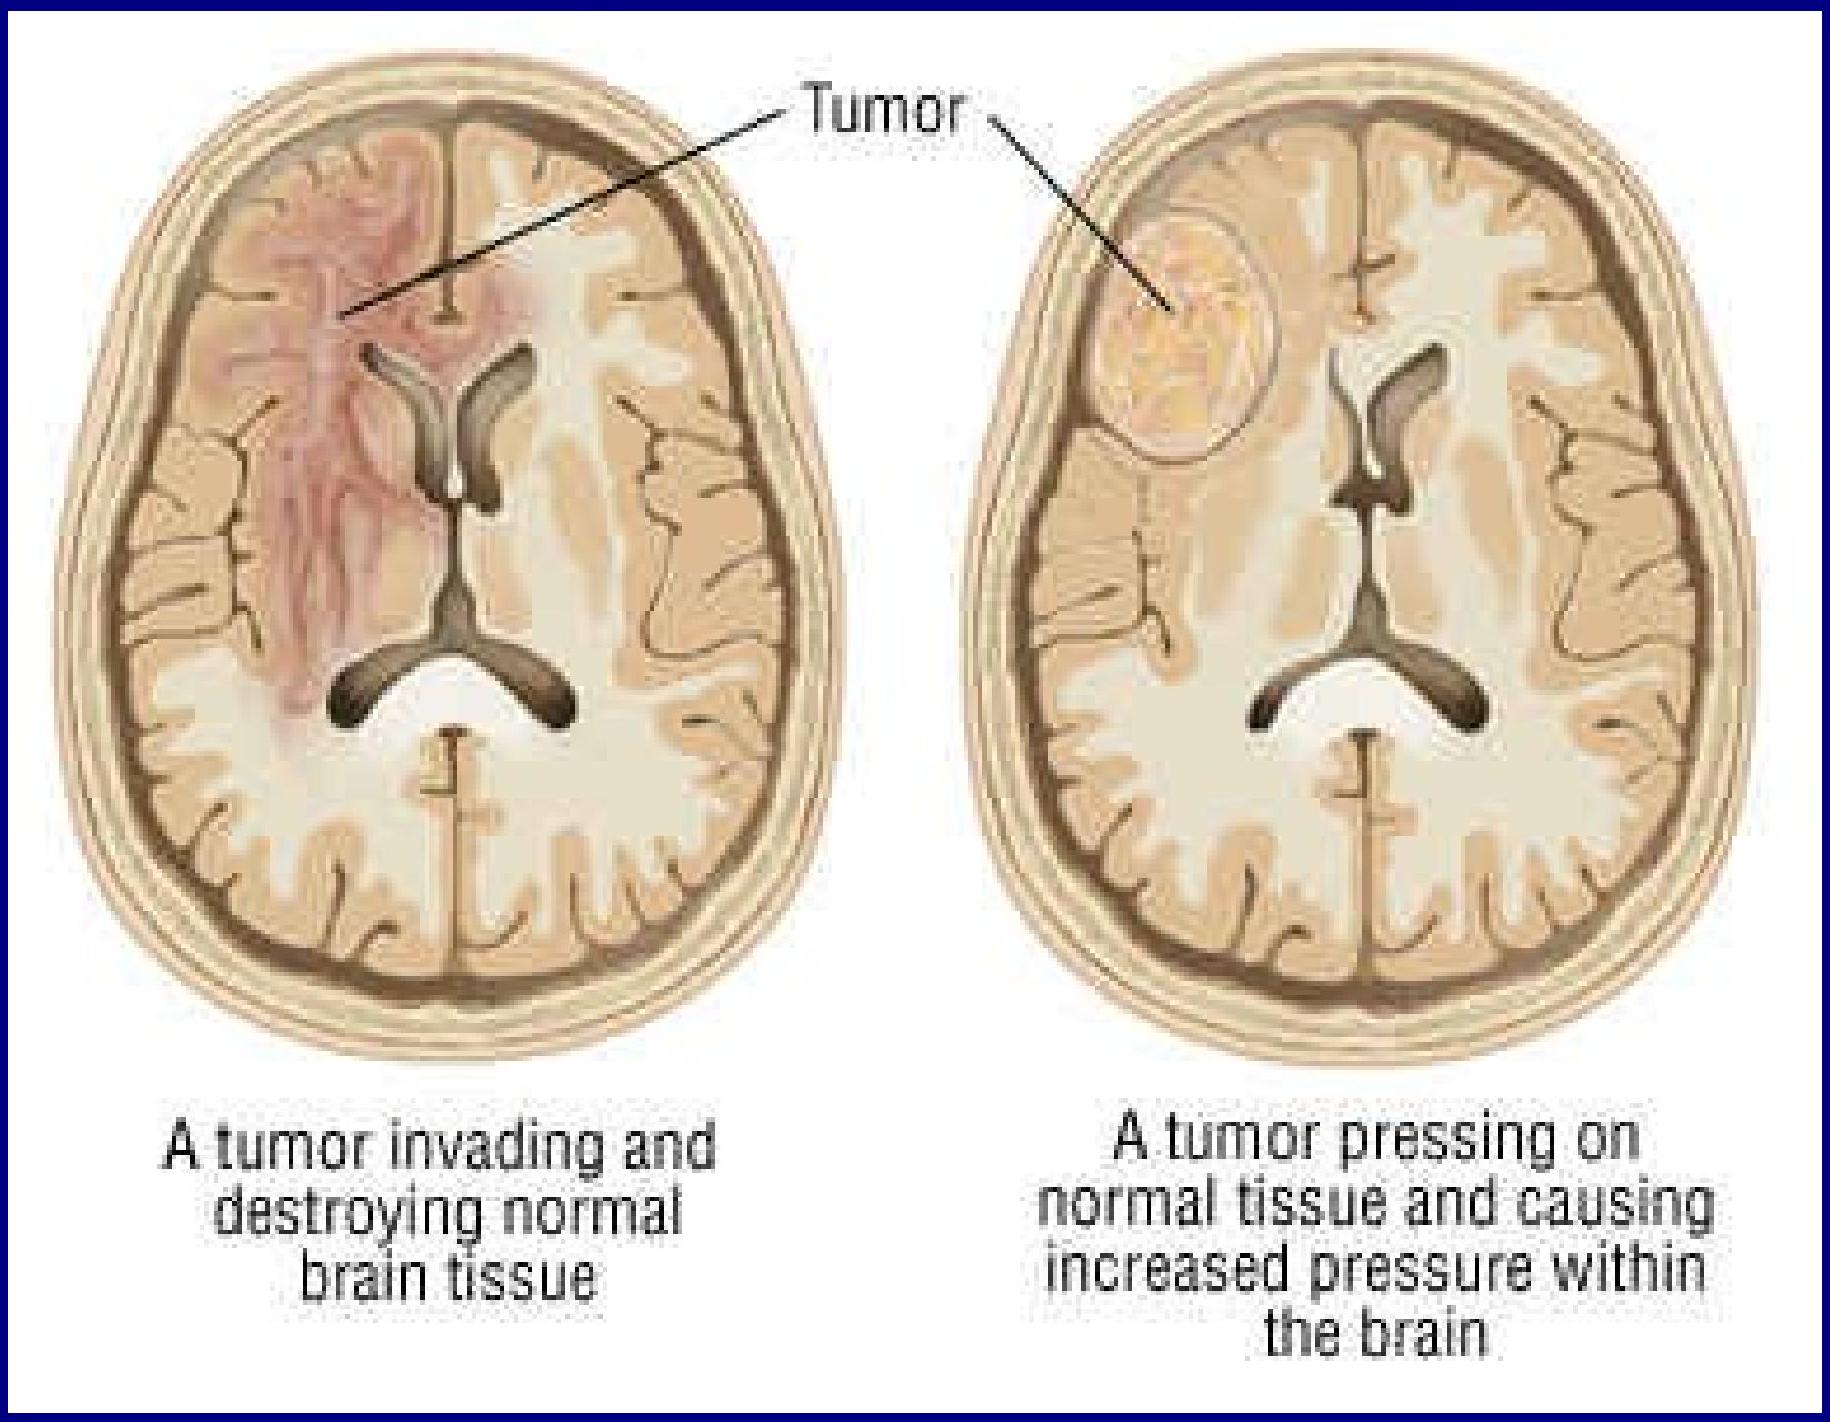 Tumor
A tumor invading and
destroying normal
brain tissue
A tumor pressing on
normal tissue and causing
increased pressure within
the brain